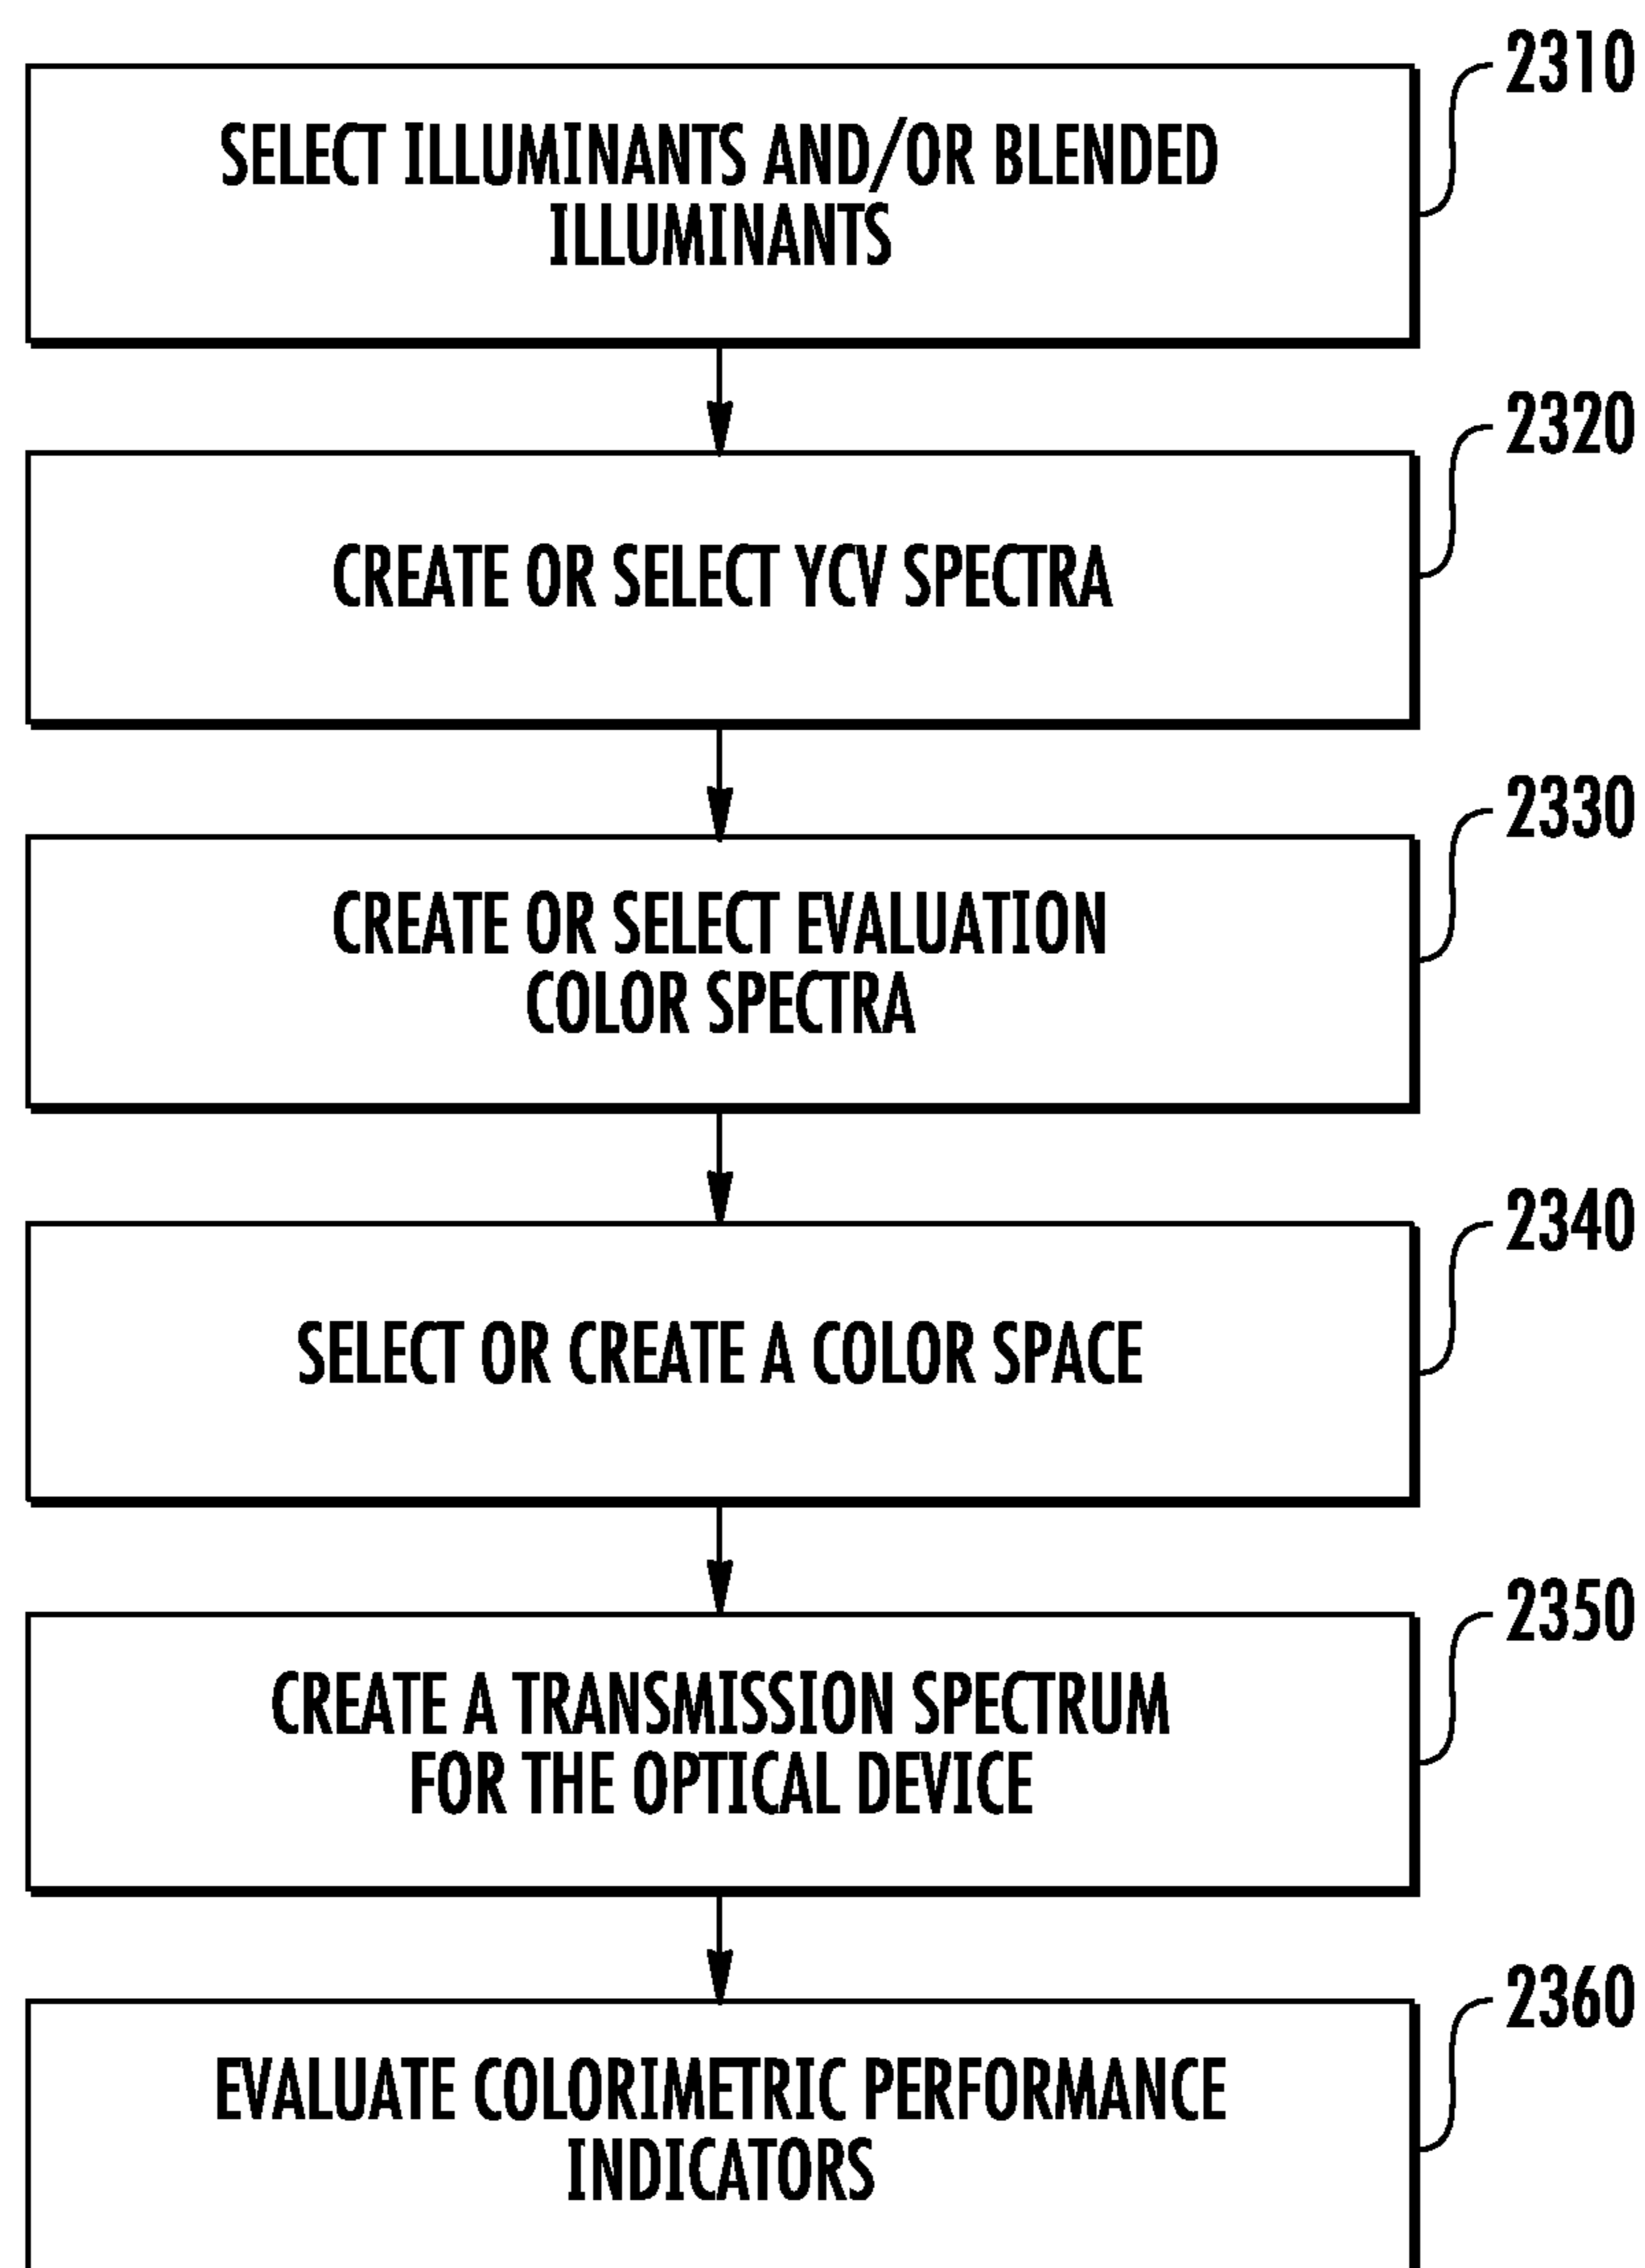 2310
SELECT ILLUMINANTS AND/OR BLENDED
ILLUMINANTS
2320
CREATE OR SELECT YCV SPECTRA
2330
CREATE OR SELECT EVALUATION
COLOR SPECTRA
2340
SELECT OR CREATE A COLOR SPACE
2350
CREATE A TRANSMISSION SPECTRUM
FOR THE OPTICAL DEVICE
2360
EVALUATE COLORIMETRIC PERFORMANCE
INDICATORS